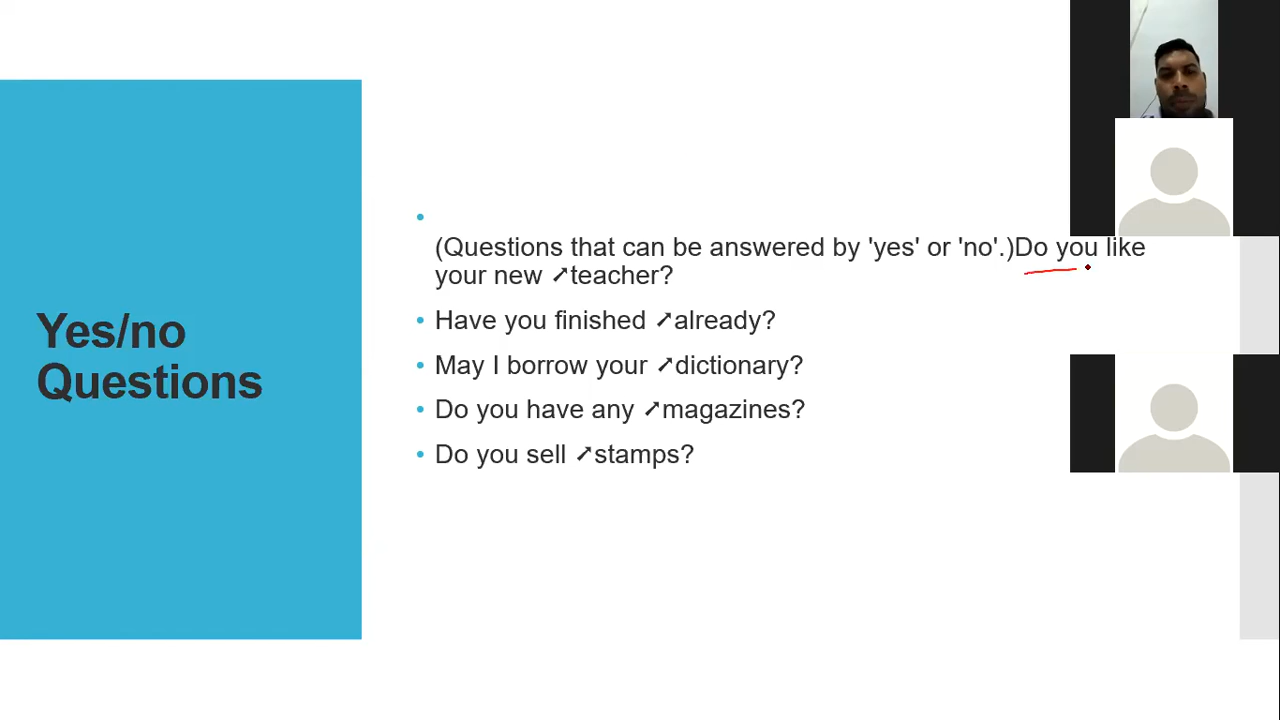 Yes/no
Questions
(Questions that can be answered by 'yes' or 'no'.)Do you like
your new ➚teacher?
• Have you finished ➚already?
• May I borrow your ➚dictionary?
• Do you have any ➚magazines?
• Do you sell ➚stamps?